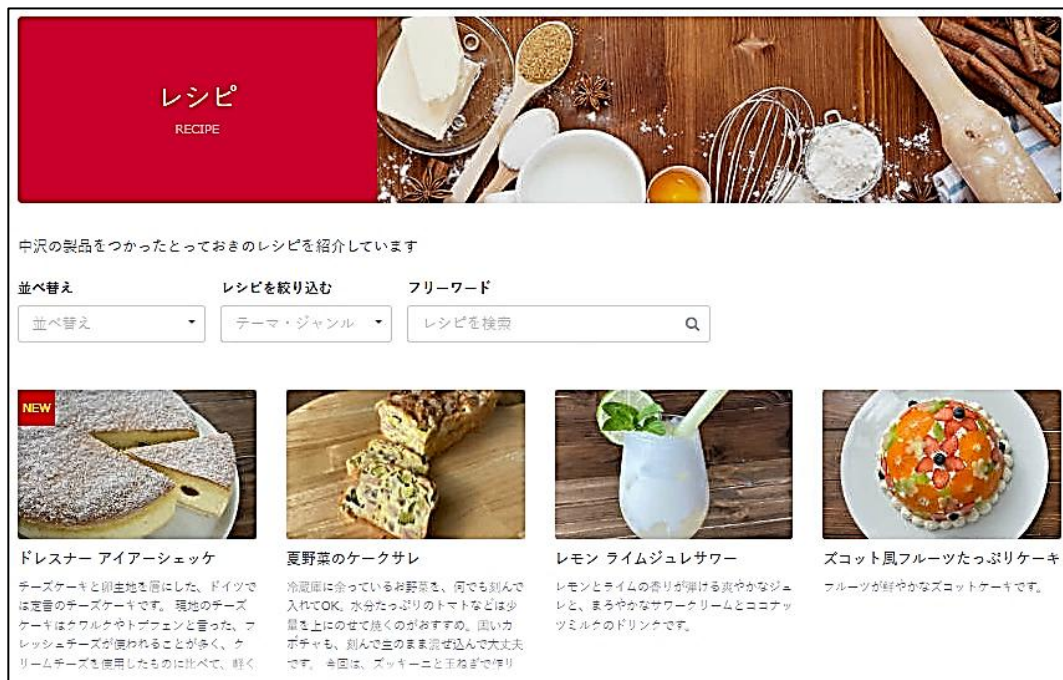 レシピ
RECIPE
中沢の製品をつかったとっておきのレシピを紹介しています
並べ替え
レシピを絞り込む
フリーワード
並べ替え
テーマ・ジャンル
レシピを検索
NEW
ドレスナー アイアーシェッケ
チーズケーキと卵生地を層にした、ドイツで
は定番のチーズケーキです。 現地のチーズ
ケーキはクワルクやトプフェンと言った、フ
レッシュチーズが使われることが多く、ク
リームチーズを使用したものに比べて、軽く
夏野菜のケークサレ
冷蔵庫に余っているお野菜を、何でも刻んで
入れてOK。水分たっぷりのトマトなどは少
量を上にのせて焼くのがおすすめ。固いカ
ボチャも、刻んで生のまま混ぜ込んで大丈夫
です。 今回は、ズッキーニと玉ねぎで作り
レモン ライムジュレサワー
レモンとライムの香りが弾ける爽やかなジュ
レと、まろやかなサワークリームとココナッ
ツミルクのドリンクです。
ズコット風フルーツたっぷりケーキ
フルーツが鮮やかなズコットケーキです。